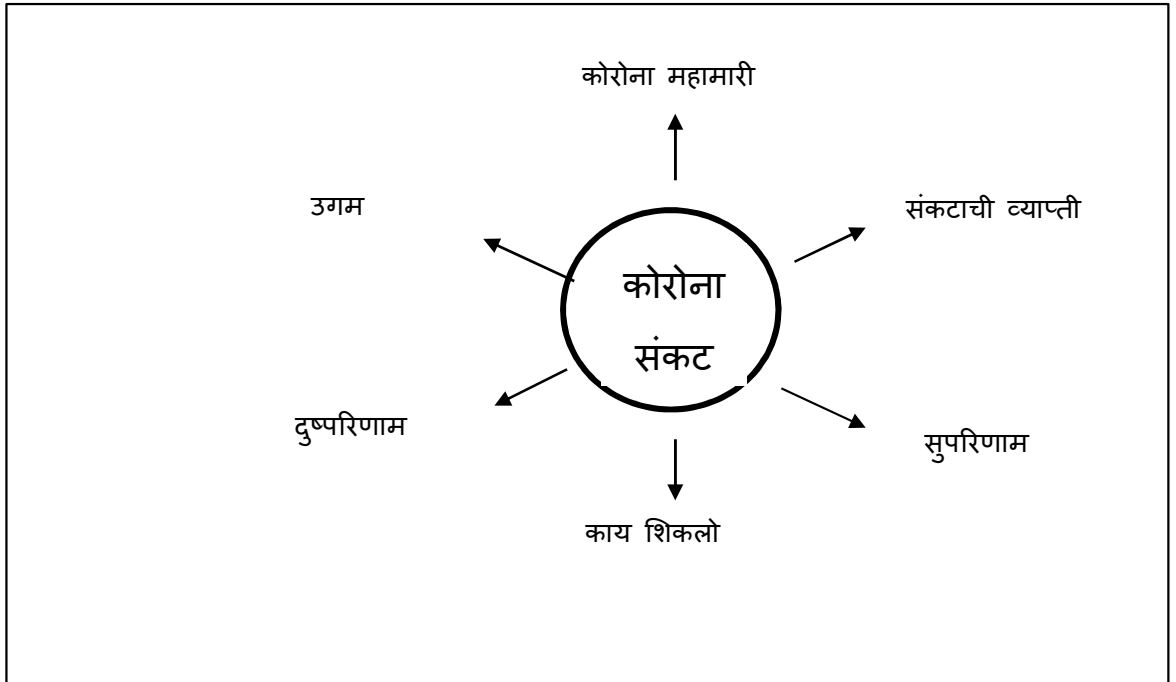 कोरोना महामारी
उगम
संकटाची व्याप्ती
कोरोना
संकट
दुष्परिणाम
सुपरिणाम
काय शिकलो